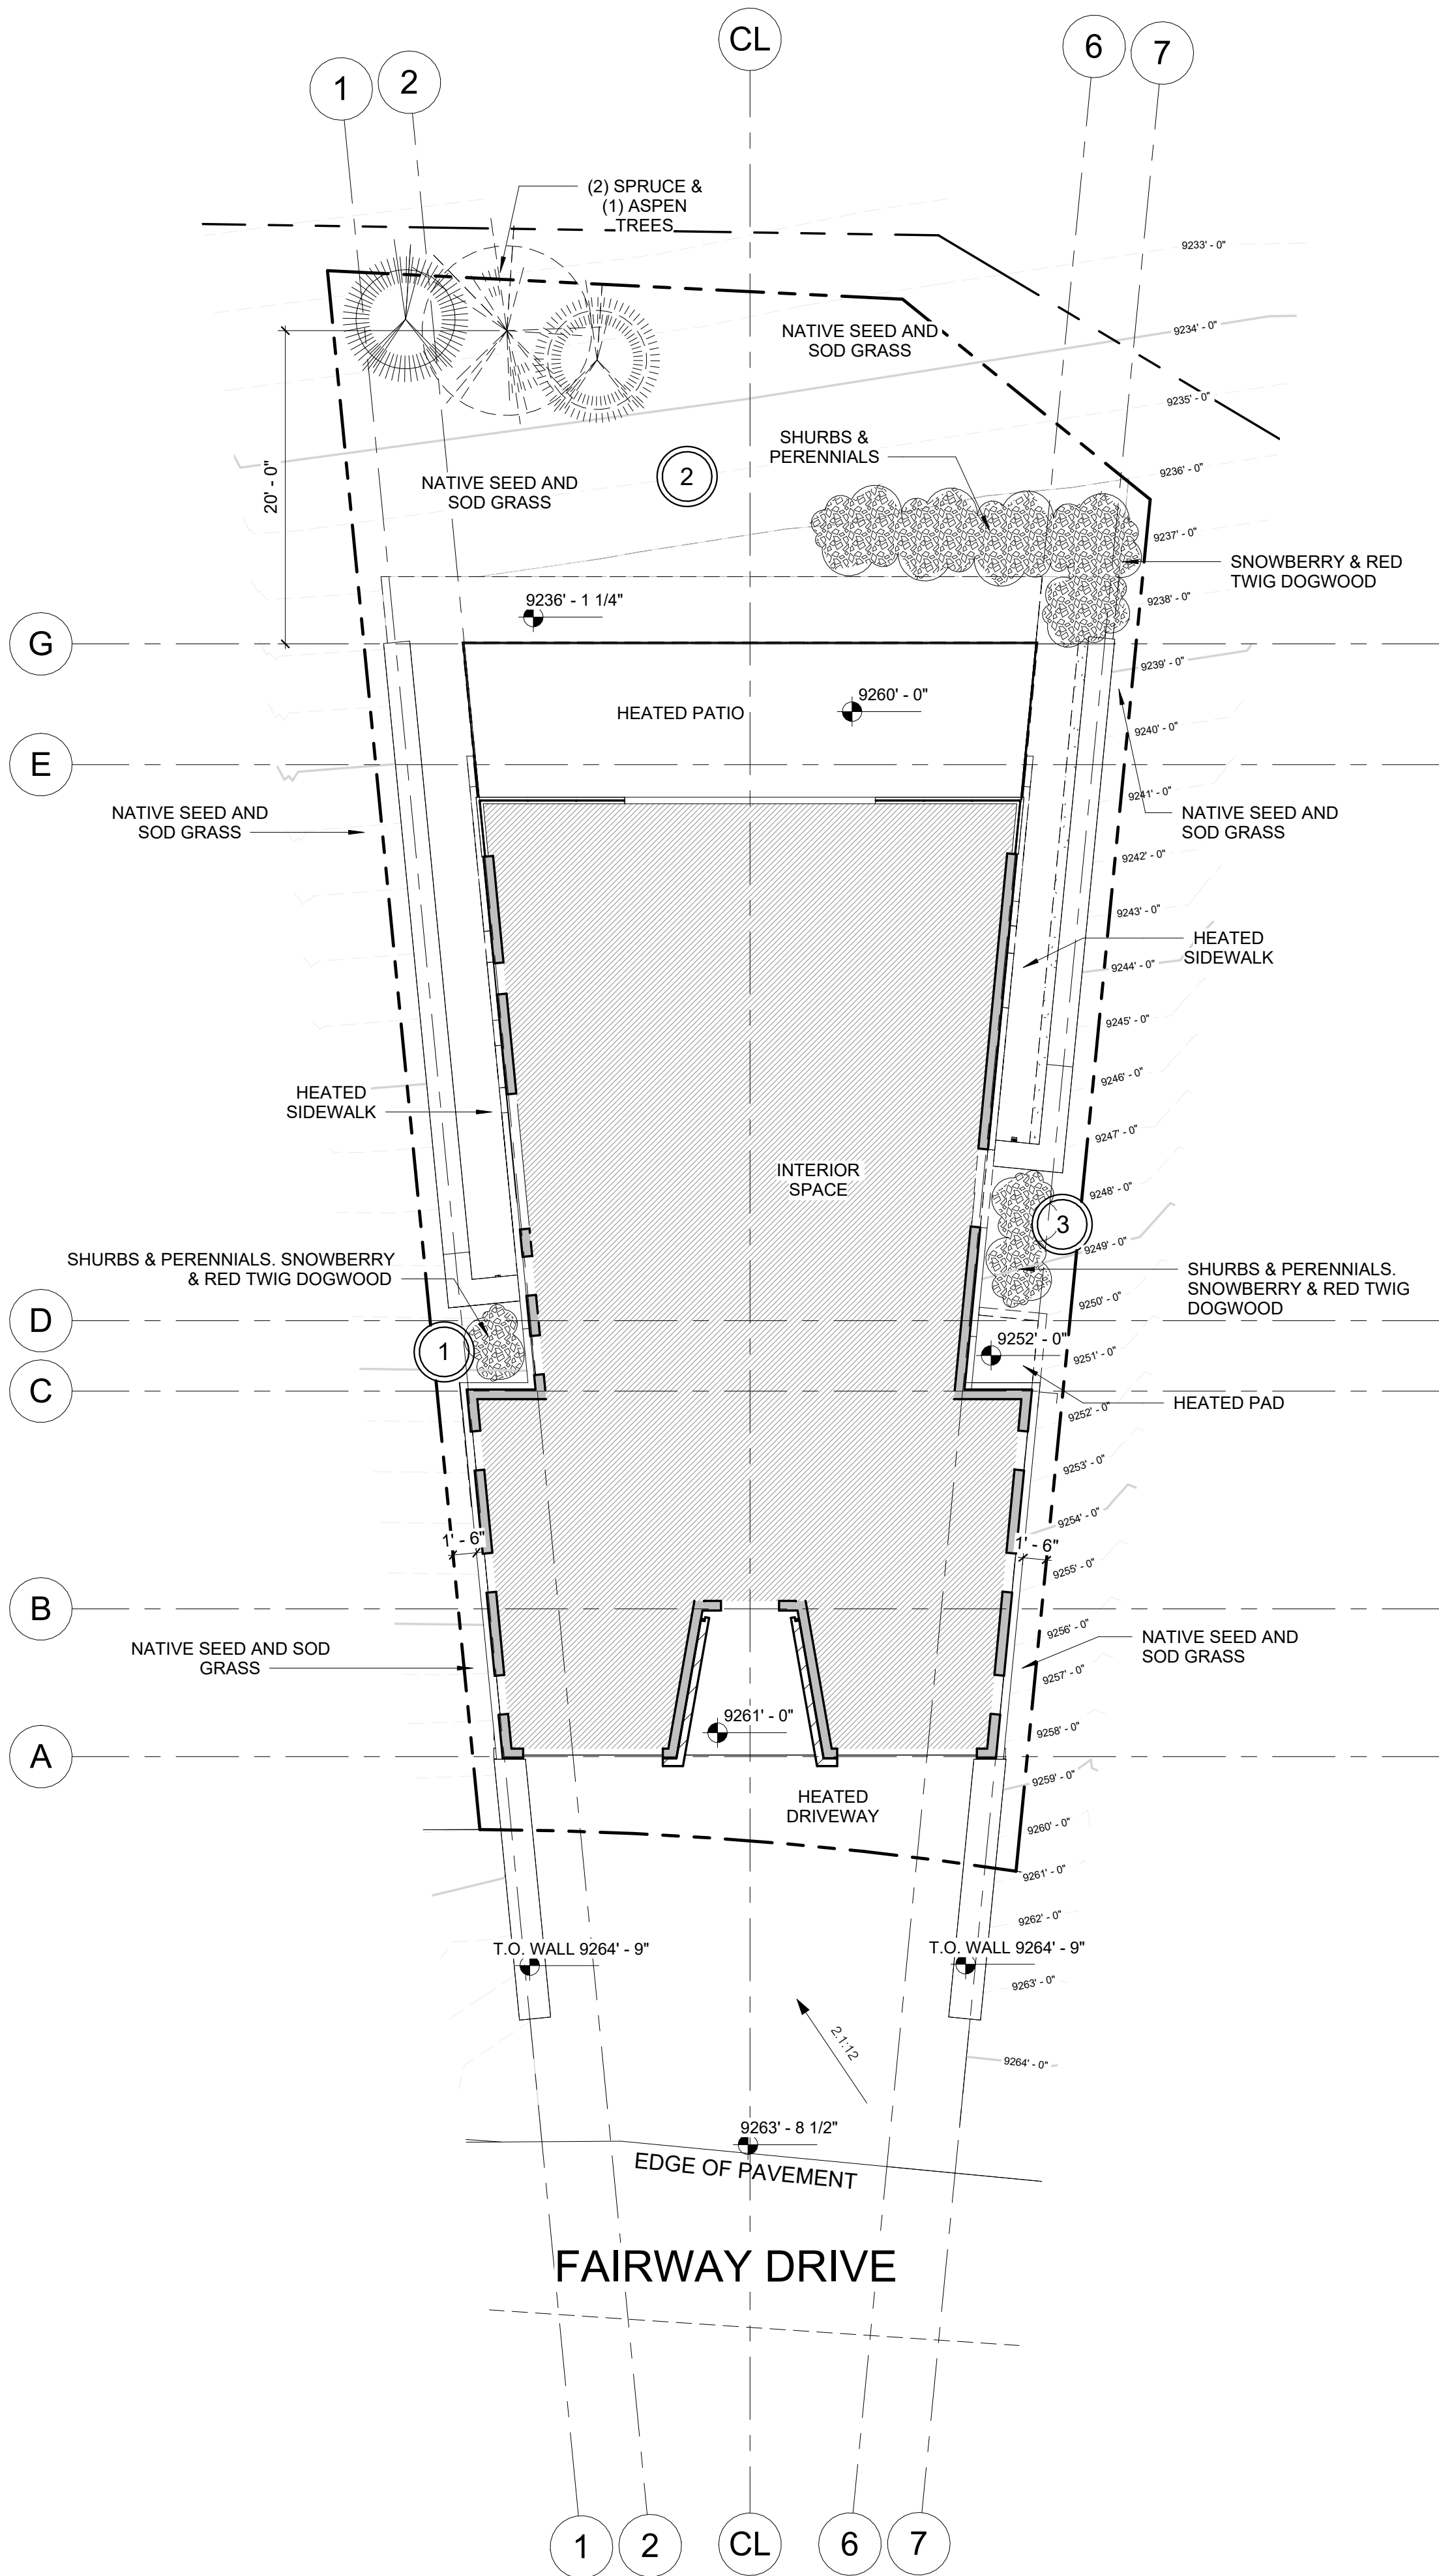 CL
6
7
1
2
(2) SPRUCE &
(1) ASPEN
TREES
9233' - 0"
9234' - 0"
NATIVE SEED AND
SOD GRASS
9235' - 0"
SHURBS &
PERENNIALS
9236' - 0"
20' - 0"
NATIVE SEED AND
SOD GRASS
2
9237' - 0"
SNOWBERRY & RED
TWIG DOGWOOD
9238' - 0"
9236' - 1 1/4"
G
9239' - 0"
9260' - 0"
HEATED PATIO
9240' - 0"
E
9241' - 0"
NATIVE SEED AND
SOD GRASS
NATIVE SEED AND
SOD GRASS
9242' - 0"
9243' - 0"
HEATED
SIDEWALK
9244' - 0"
9245' - 0"
9246' - 0"
HEATED
SIDEWALK
9247' - 0"
INTERIOR
SPACE
9248' - 0"
3
9249' - 0"
SHURBS & PERENNIALS. SNOWBERRY
& RED TWIG DOGWOOD
SHURBS & PERENNIALS.
SNOWBERRY & RED TWIG
DOGWOOD
9250' - 0"
D
9252' - 0"
1
9251' - 0"
C
HEATED PAD
9252' - 0"
9253' - 0"
9254' - 0"
1' - 6"
1' - 6"
9255' - 0"
B
9256' - 0"
NATIVE SEED AND SOD
GRASS
NATIVE SEED AND
SOD GRASS
9257' - 0"
9261' - 0"
9258' - 0"
A
9259' - 0"
HEATED
DRIVEWAY
9260' - 0"
9261' - 0"
9262' - 0"
T.O. WALL 9264' - 9"
T.O. WALL 9264' - 9"
9263' - 0"
2.1:12
9264' - 0"
9263' - 8 1/2"
EDGE OF PAVEMENT
FAIRWAY DRIVE
1
2
CL
6
7